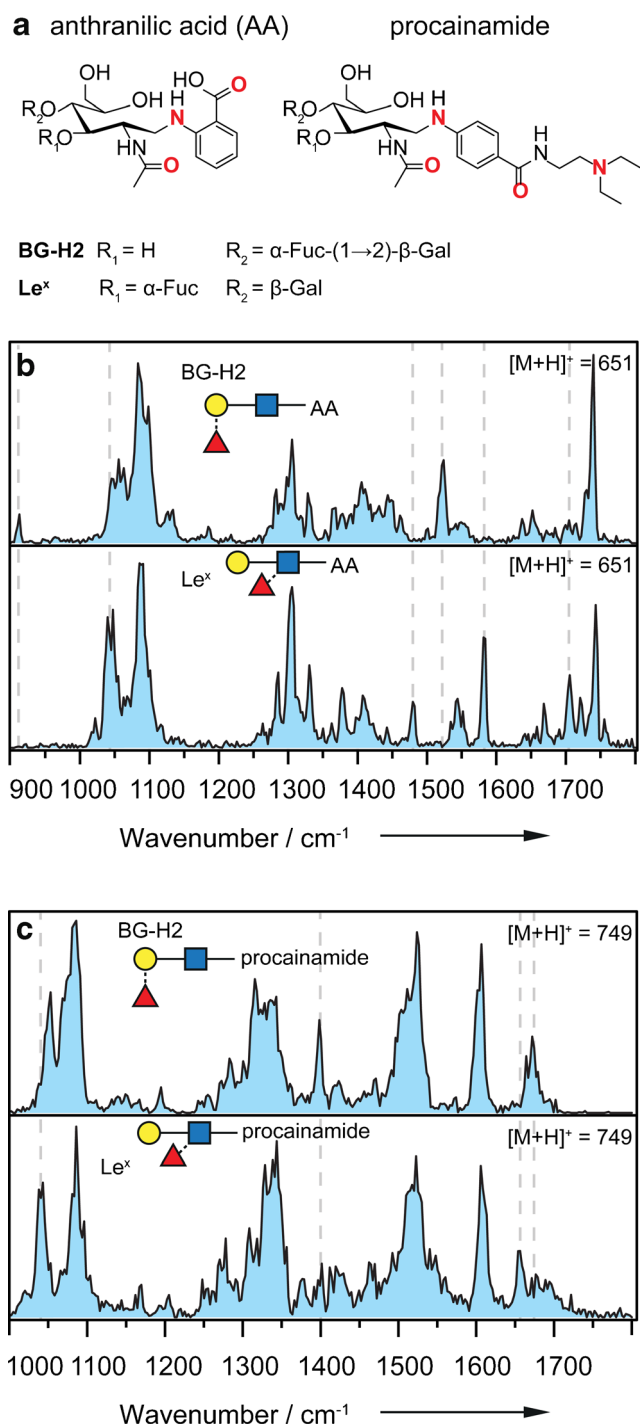 a anthranilic acid (AA) procainamide
OH
R₂O
OH
R₁O
HN
O
H
N
HO
O
OH
R₂O
OH
R₁O
HN
O
H
N
O
H
N
N
BG-H2 R₁ = H R₂ = α-Fuc-(1→2)-β-Gal
Leˣ R₁ = α-Fuc R₂ = β-Gal
b
BG-H2
AA
[M+H]⁺ = 651
Leˣ
AA
[M+H]⁺ = 651
900 1000 1100 1200 1300 1400 1500 1600 1700
Wavenumber / cm⁻¹
c
BG-H2
procainamide
[M+H]⁺ = 749
procainamide
Leˣ
[M+H]⁺ = 749
1000 1100 1200 1300 1400 1500 1600 1700
Wavenumber / cm⁻¹